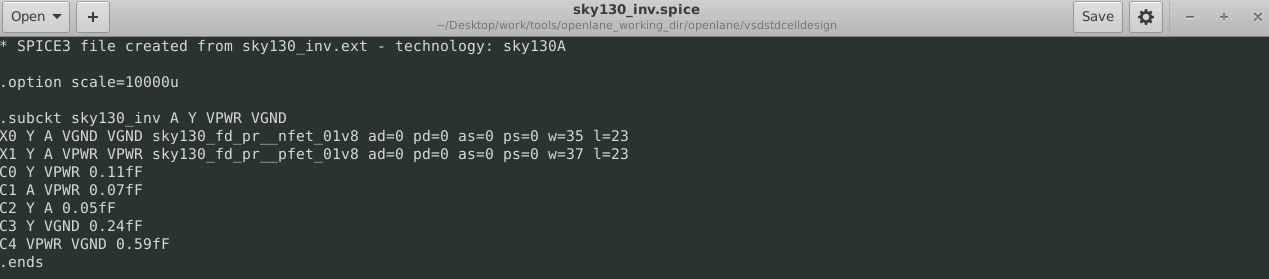 Open
+
sky130_inv.spice
~/Desktop/work/tools/openlane_working_dir/openlane/vsdstdcelldesign
Save
* SPICE3 file created from sky130_inv.ext - technology: sky130A
.option scale=10000u
.subckt sky130_inv A Y VPWR VGND
X0 Y A VGND VGND sky130_fd_pr__nfet_01v8 ad=0 pd=0 as=0 ps=0 w=35 l=23
X1 Y A VPWR VPWR sky130_fd_pr__pfet_01v8 ad=0 pd=0 as=0 ps=0 w=37 l=23
C0 Y VPWR 0.11fF
C1 A VPWR 0.07fF
C2 Y A 0.05fF
C3 Y VGND 0.24fF
C4 VPWR VGND 0.59fF
.ends